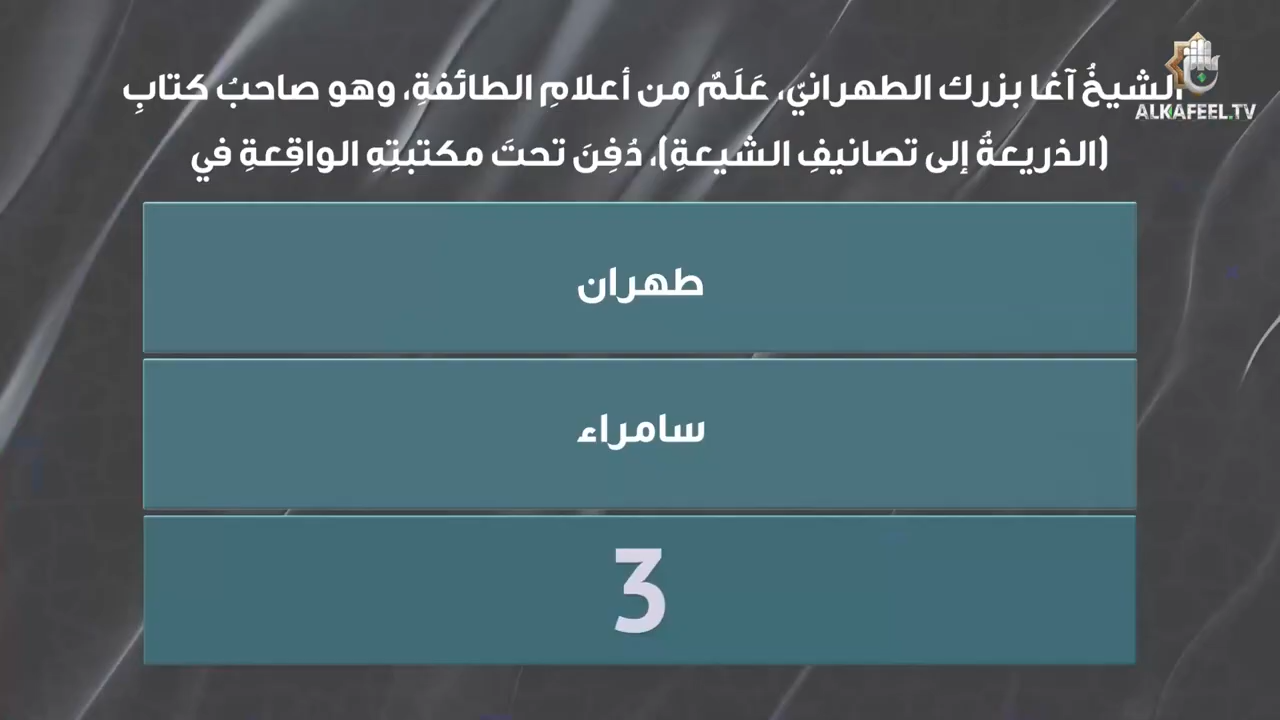 الشيخُ آغا بزرك الطهرانيّ، عَلَمٌ من أعلامِ الطائفةِ، وهو صاحبُ كتابِ
(الذريعةُ إلى تصانيفِ الشيعةِ)، دُفِنَ تحتَ مكتبتِهِ الواقِعةِ في
ALKAFEEL.TV
طهران
سامراء
3